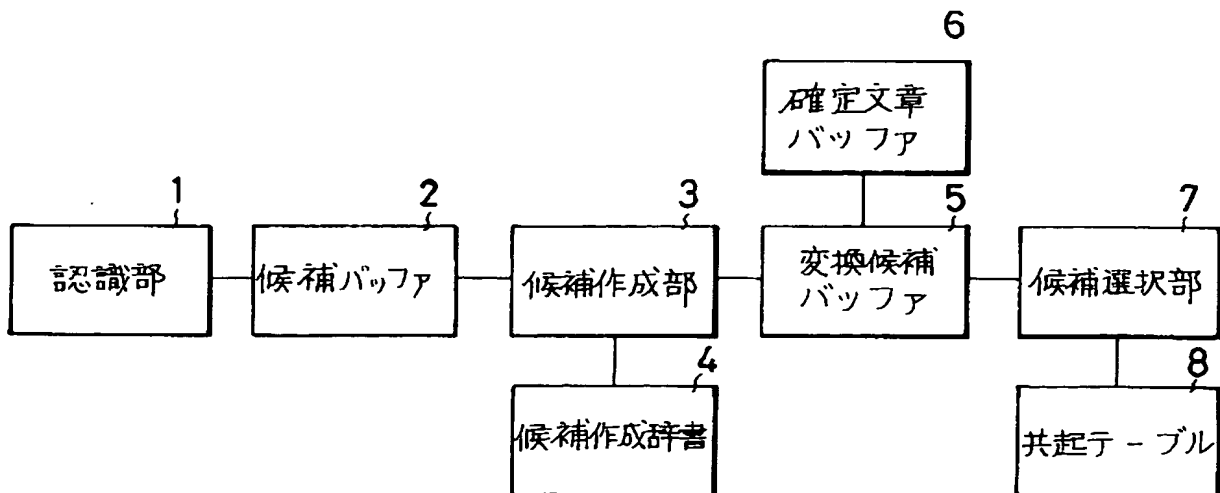 6
確定文章
バッファ
1
認識部
2
候補バッファ
3
候補作成部
5
変換候補
バッファ
7
候補選択部
4
候補作成辞書
8
共起テーブル